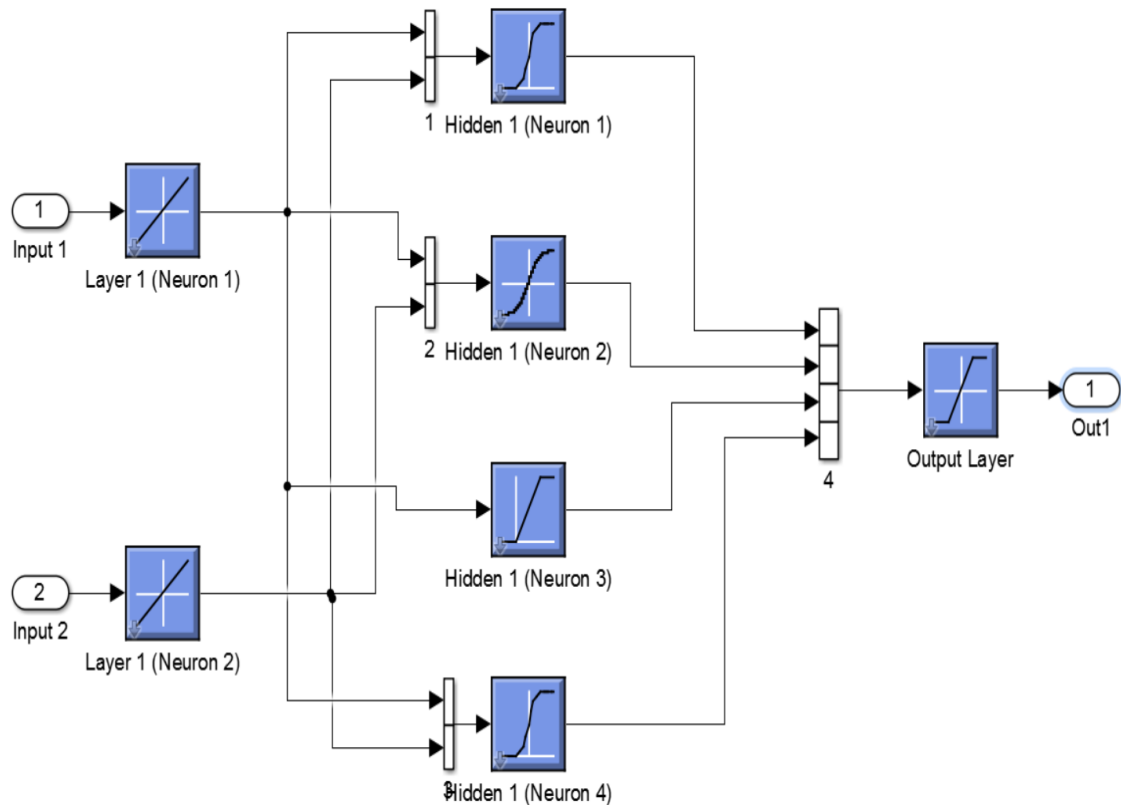 1
Hidden 1 (Neuron 1)
1
Input 1
Layer 1 (Neuron 1)
2
Hidden 1 (Neuron 2)
1
Out1
Output Layer
4
Hidden 1 (Neuron 3)
2
Input 2
Layer 1 (Neuron 2)
3
Hidden 1 (Neuron 4)